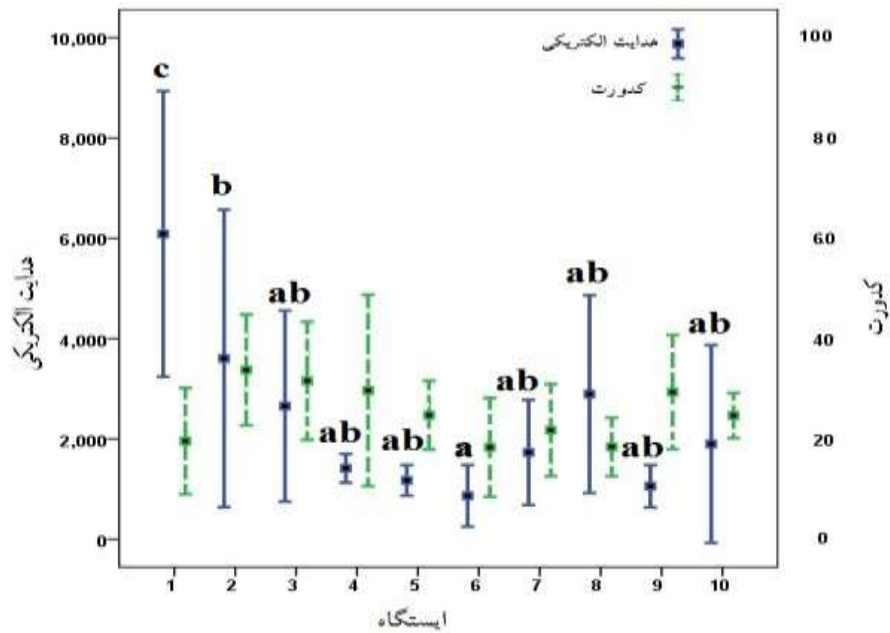 هدایت الکتریکی
کدورت
10,000
8,000
6,000
4,000
2,000
0
هدایت الکتریکی
100
80
60
40
20
0
کدورت
c
b
ab
ab
ab
a
ab
ab
ab
ab
1 2 3 4 5 6 7 8 9 10
ایستگاه